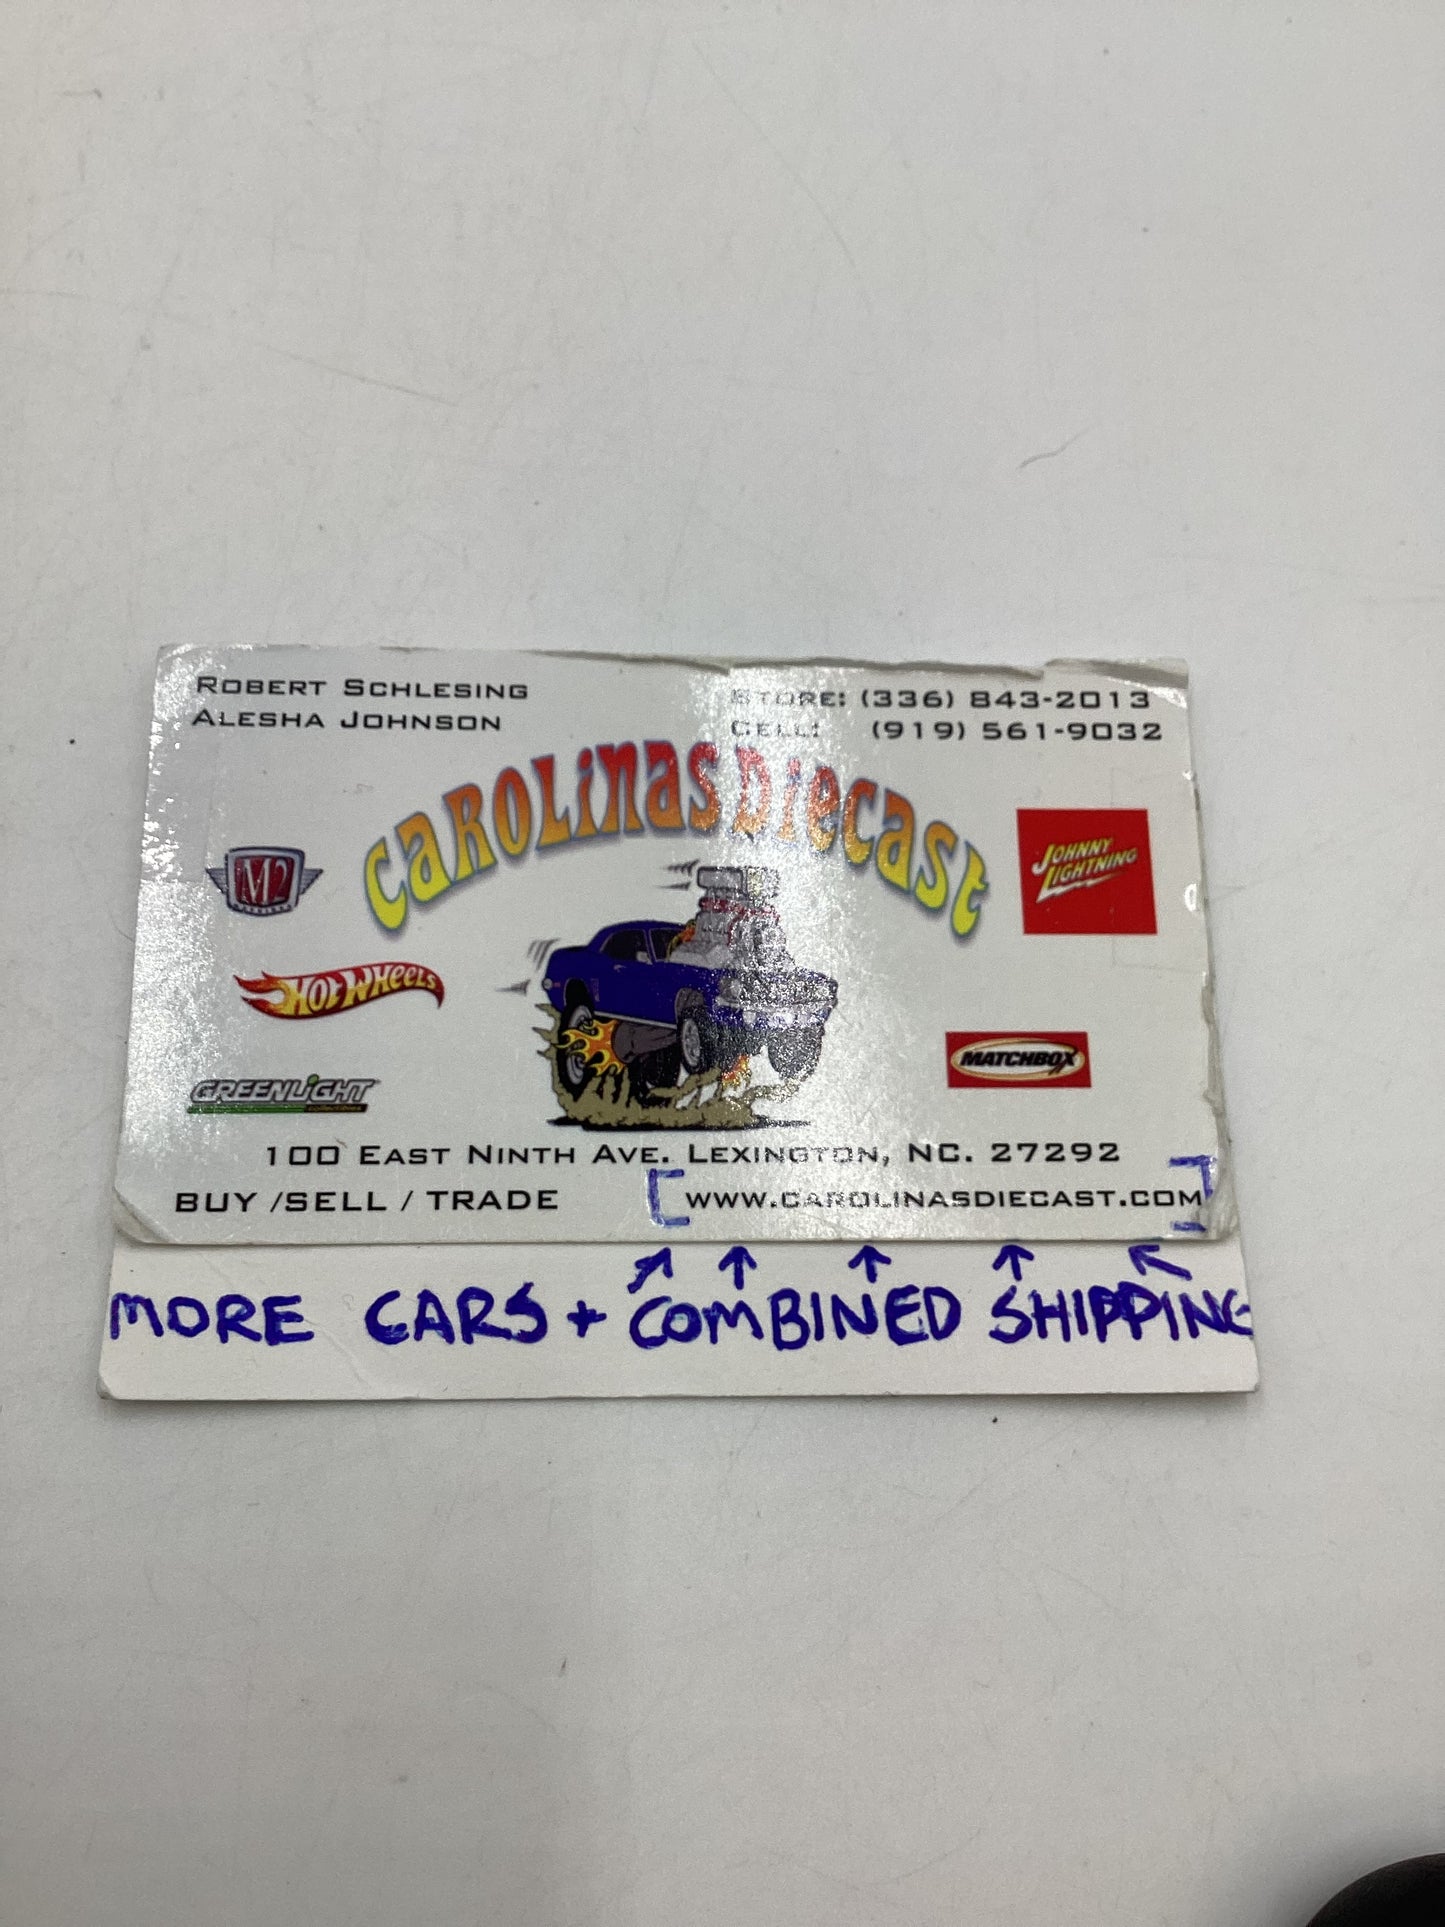 ROBERT SCHLESING
ALESHA JOHNSON
STORE: (336) 843-2013
CELL: (919) 561-9032
CAROLINAS DIECAST
M2
JOHNNY
LIGHTNING
HOT WHEELS
MATCHBOX
GREENLIGHT
100 EAST NINTH AVE. LEXINGTON, NC. 27292
BUY /SELL / TRADE
WWW.CAROLINASDIECAST.COM
MORE CARS + COMBINED SHIPPING